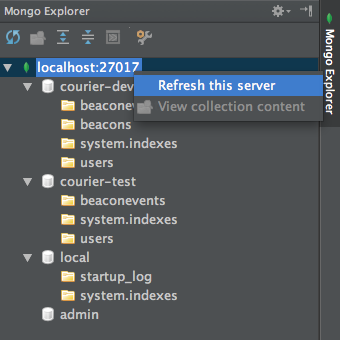 Mongo Explorer
localhost:27017
Refresh this server
View collection content
courier-dev
beaconevents
beacons
system.indexes
users
courier-test
beaconevents
system.indexes
users
local
startup_log
system.indexes
admin
Mongo Explorer